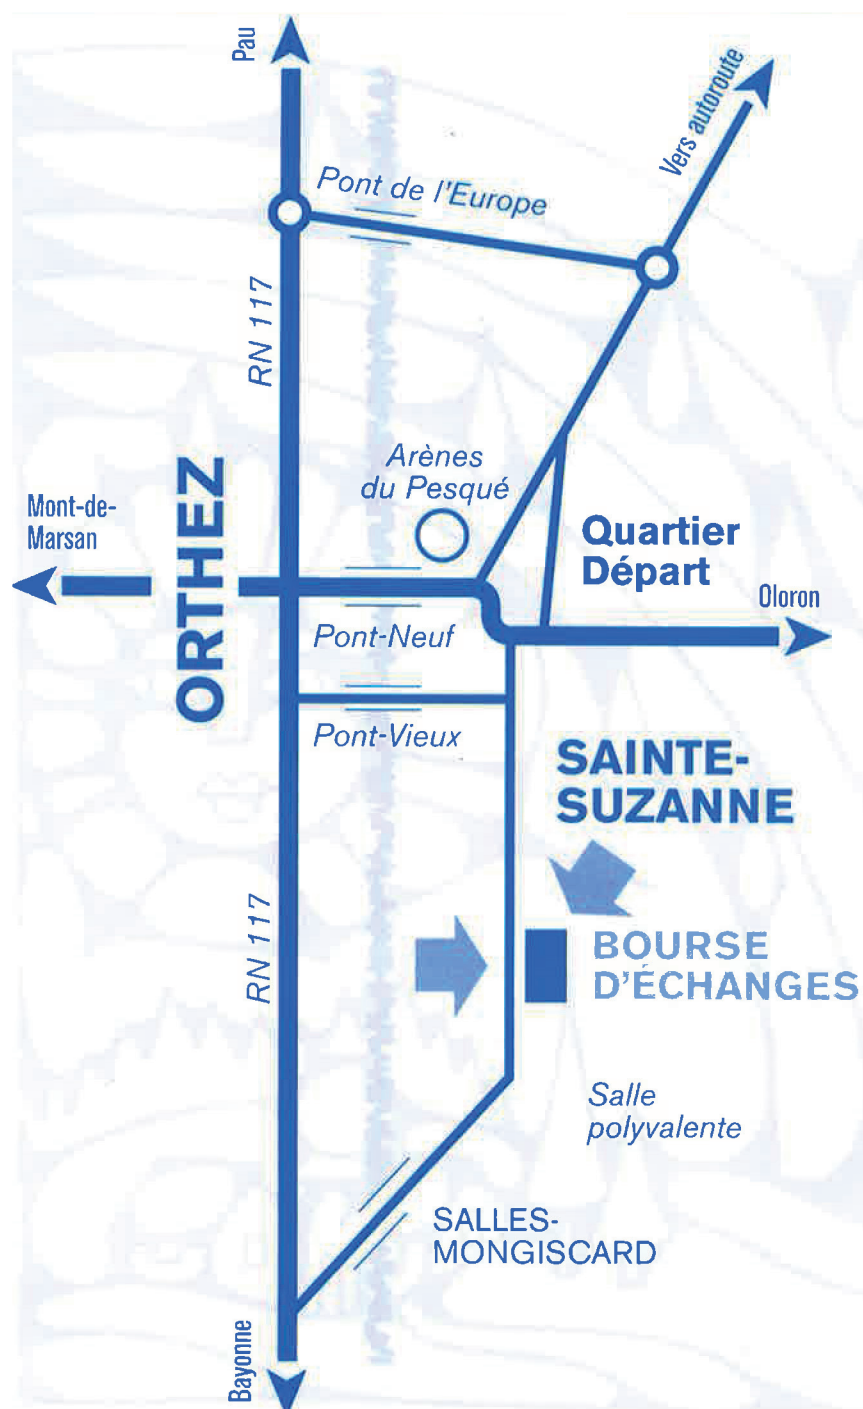 Pau
Vers autoroute
Pont de l'Europe
RN 117
Arènes
du Pesqué
Mont-de-
Marsan
ORTHEZ
Quartier
Départ
Oloron
Pont-Neuf
Pont-Vieux
SAINTE-
SUZANNE
RN 117
BOURSE
D'ÉCHANGES
Salle
polyvalente
SALLES-
MONGISCARD
Bayonne